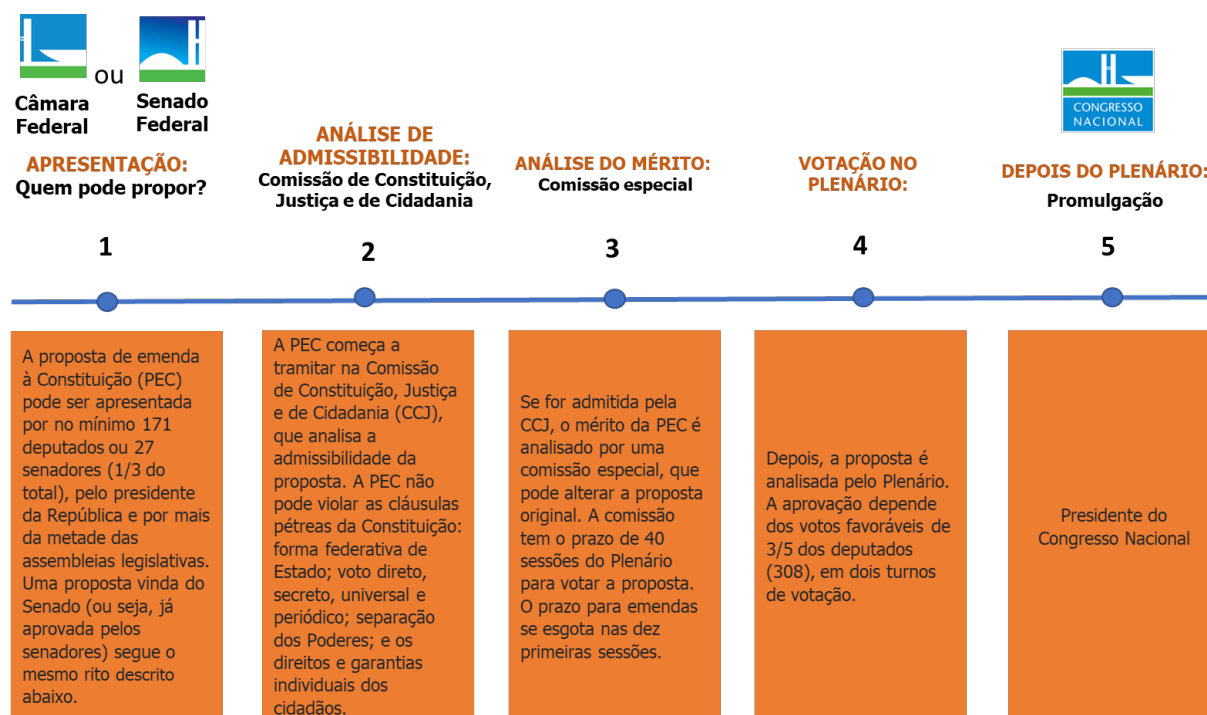 ou
Câmara
Federal
Senado
Federal
CONGRESSO
NACIONAL
APRESENTAÇÃO:
Quem pode propor?
ANÁLISE DE
ADMISSIBILIDADE:
Comissão de Constituição,
Justiça e de Cidadania
ANÁLISE DO MÉRITO:
Comissão especial
VOTAÇÃO NO
PLENÁRIO:
DEPOIS DO PLENÁRIO:
Promulgação
1
2
3
4
5
A proposta de emenda
à Constituição (PEC)
pode ser apresentada
por no mínimo 171
deputados ou 27
senadores (1/3 do
total), pelo presidente
da República e por mais
da metade das
assembleias legislativas.
Uma proposta vinda do
Senado (ou seja, já
aprovada pelos
senadores) segue o
mesmo rito descrito
abaixo.
A PEC começa a
tramitar na Comissão
de Constituição, Justiça
e de Cidadania (CCJ),
que analisa a
admissibilidade da
proposta. A PEC não
pode violar as cláusulas
pétreas da Constituição:
forma federativa de
Estado; voto direto,
secreto, universal e
periódico; separação
dos Poderes; e os
direitos e garantias
individuais dos
cidadãos.
Se for admitida pela
CCJ, o mérito da PEC é
analisado por uma
comissão especial, que
pode alterar a proposta
original. A comissão
tem o prazo de 40
sessões do Plenário
para votar a proposta.
O prazo para emendas
se esgota nas dez
primeiras sessões.
Depois, a proposta é
analisada pelo Plenário.
A aprovação depende
dos votos favoráveis de
3/5 dos deputados
(308), em dois turnos
de votação.
Presidente do
Congresso Nacional